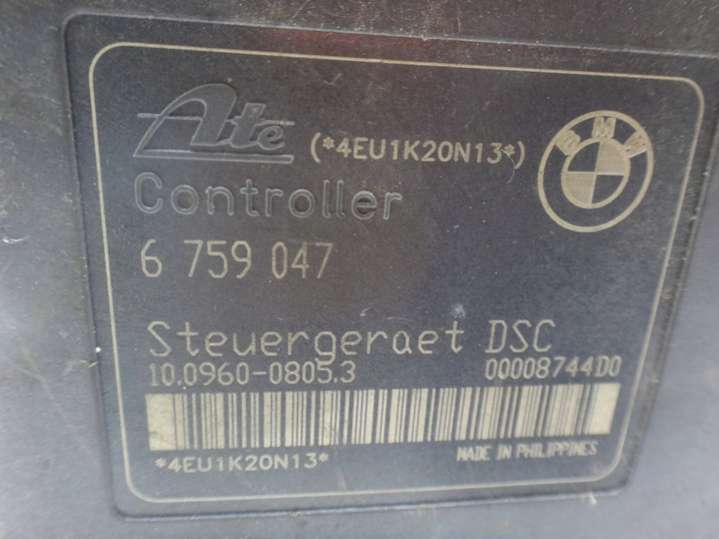 Ate (*4EU1K20N13*)
BMW
Controller
6 759 047
Steuergeraet DSC
10.0960-0805.3 00008744D0
*4EU1K20N13* MADE IN PHILIPPINES